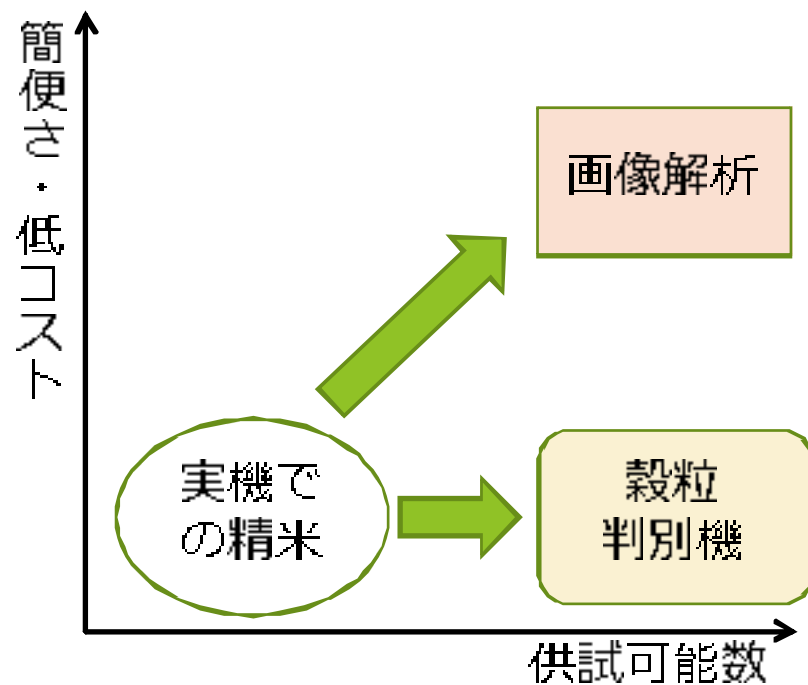 簡便さ・低コスト
画像解析
実機で
の精米
穀粒
判別機
供試可能数